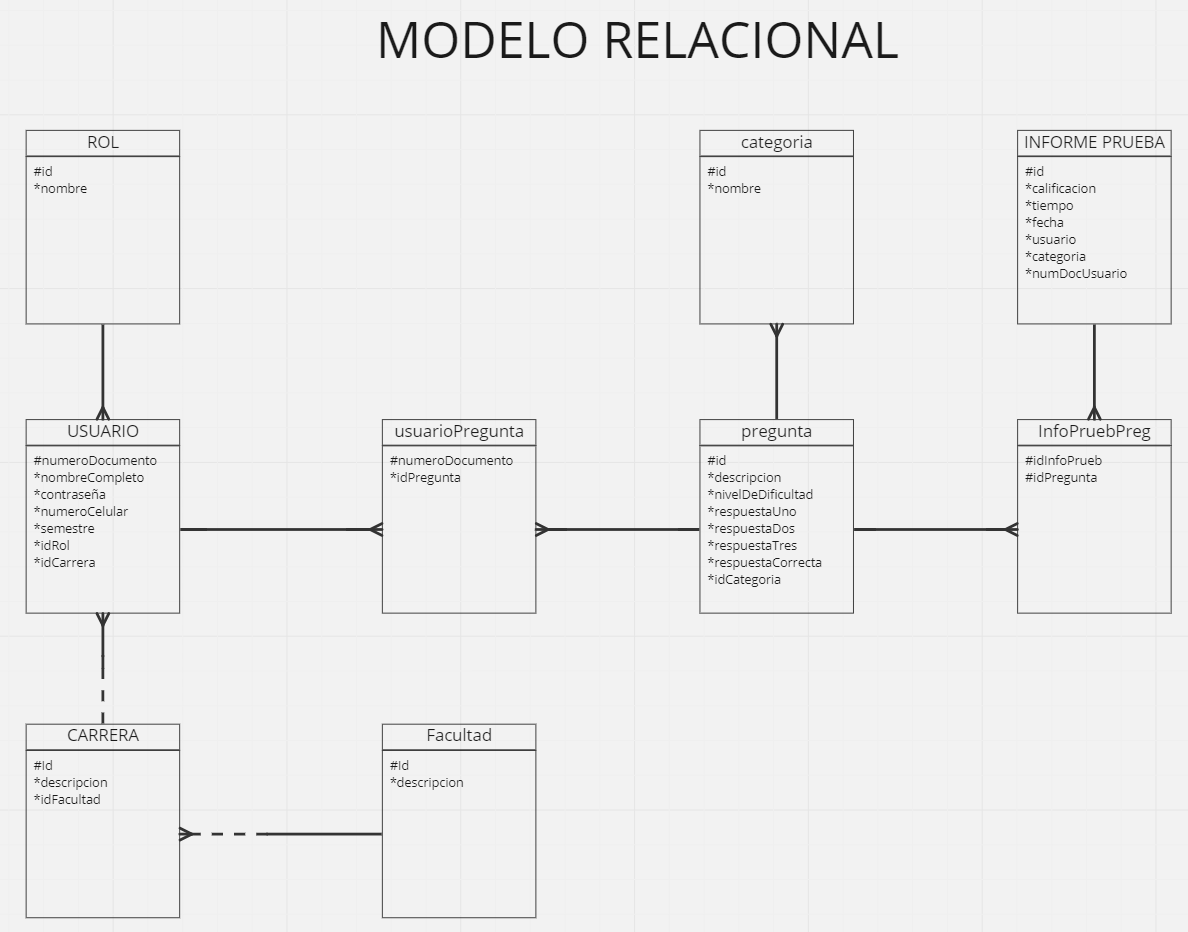 MODELO RELACIONAL
ROL
#id
*nombre
categoria
#id
*nombre
INFORME PRUEBA
#id
*calificacion
*tiempo
*fecha
*usuario
*categoria
*numDocUsuario
USUARIO
#numeroDocumento
*nombreCompleto
*contraseña
*numeroCelular
*semestre
*idRol
*idCarrera
usuarioPregunta
#numeroDocumento
*idPregunta
pregunta
#id
*descripcion
*nivelDeDificultad
*respuestaUno
*respuestaDos
*respuestaTres
*respuestaCorrecta
*idCategoria
InfoPruebPreg
#idInfoPrueb
#idPregunta
CARRERA
#Id
*descripcion
*idFacultad
Facultad
#Id
*descripcion